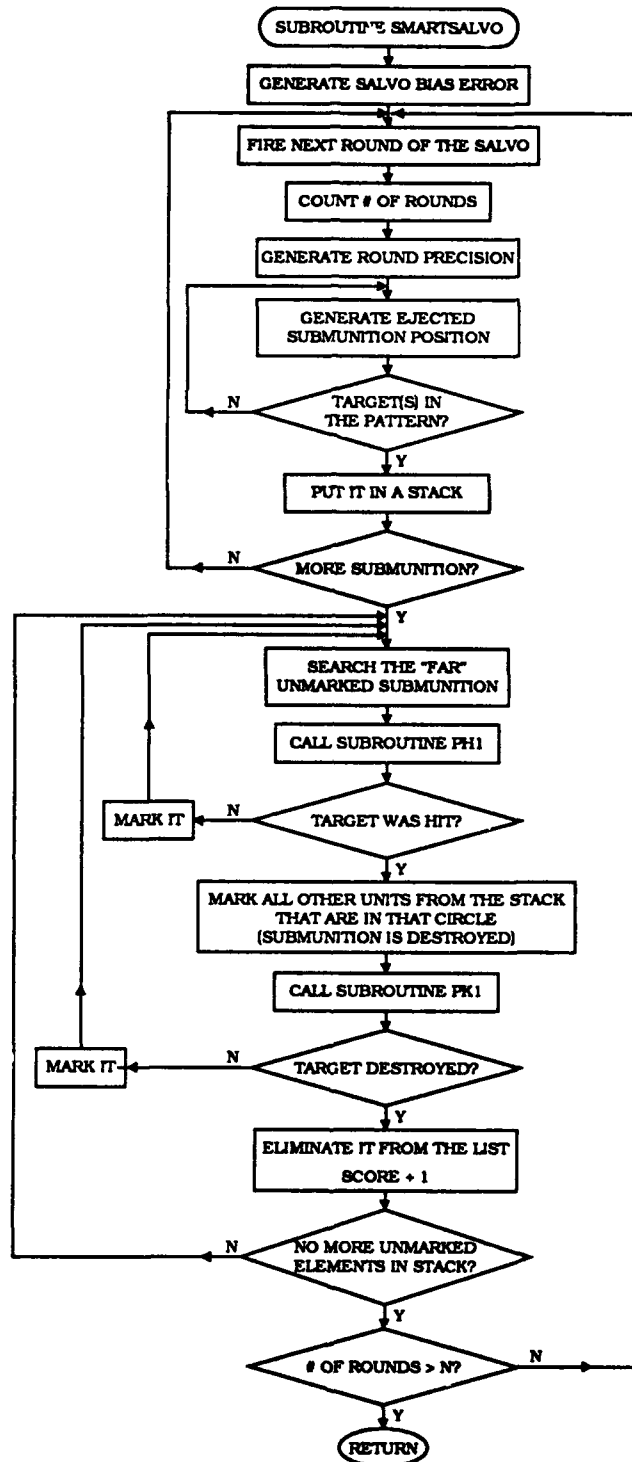 SUBROUTINE SMARTSALVO
GENERATE SALVO BIAS ERROR
FIRE NEXT ROUND OF THE SALVO
COUNT # OF ROUNDS
GENERATE ROUND PRECISION
GENERATE EJECTED
SUBMUNITION POSITION
N
TARGET(S) IN
THE PATTERN?
Y
PUT IT IN A STACK
N
MORE SUBMUNITION?
Y
SEARCH THE "FAR"
UNMARKED SUBMUNITION
CALL SUBROUTINE PH1
MARK IT
N
TARGET WAS HIT?
Y
MARK ALL OTHER UNITS FROM THE STACK
THAT ARE IN THAT CIRCLE
(SUBMUNITION IS DESTROYED)
CALL SUBROUTINE PK1
MARK IT
N
TARGET DESTROYED?
Y
ELIMINATE IT FROM THE LIST
SCORE + 1
N
NO MORE UNMARKED
ELEMENTS IN STACK?
Y
# OF ROUNDS > N?
N
Y
RETURN